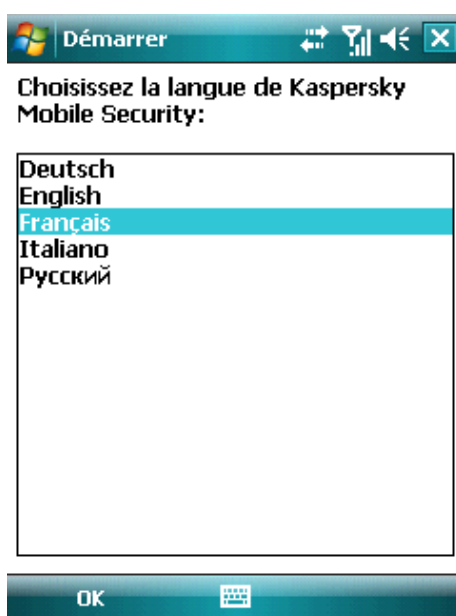 Démarrer
Choisissez la langue de Kaspersky
Mobile Security:
Deutsch
English
Français
Italiano
Русский
OK